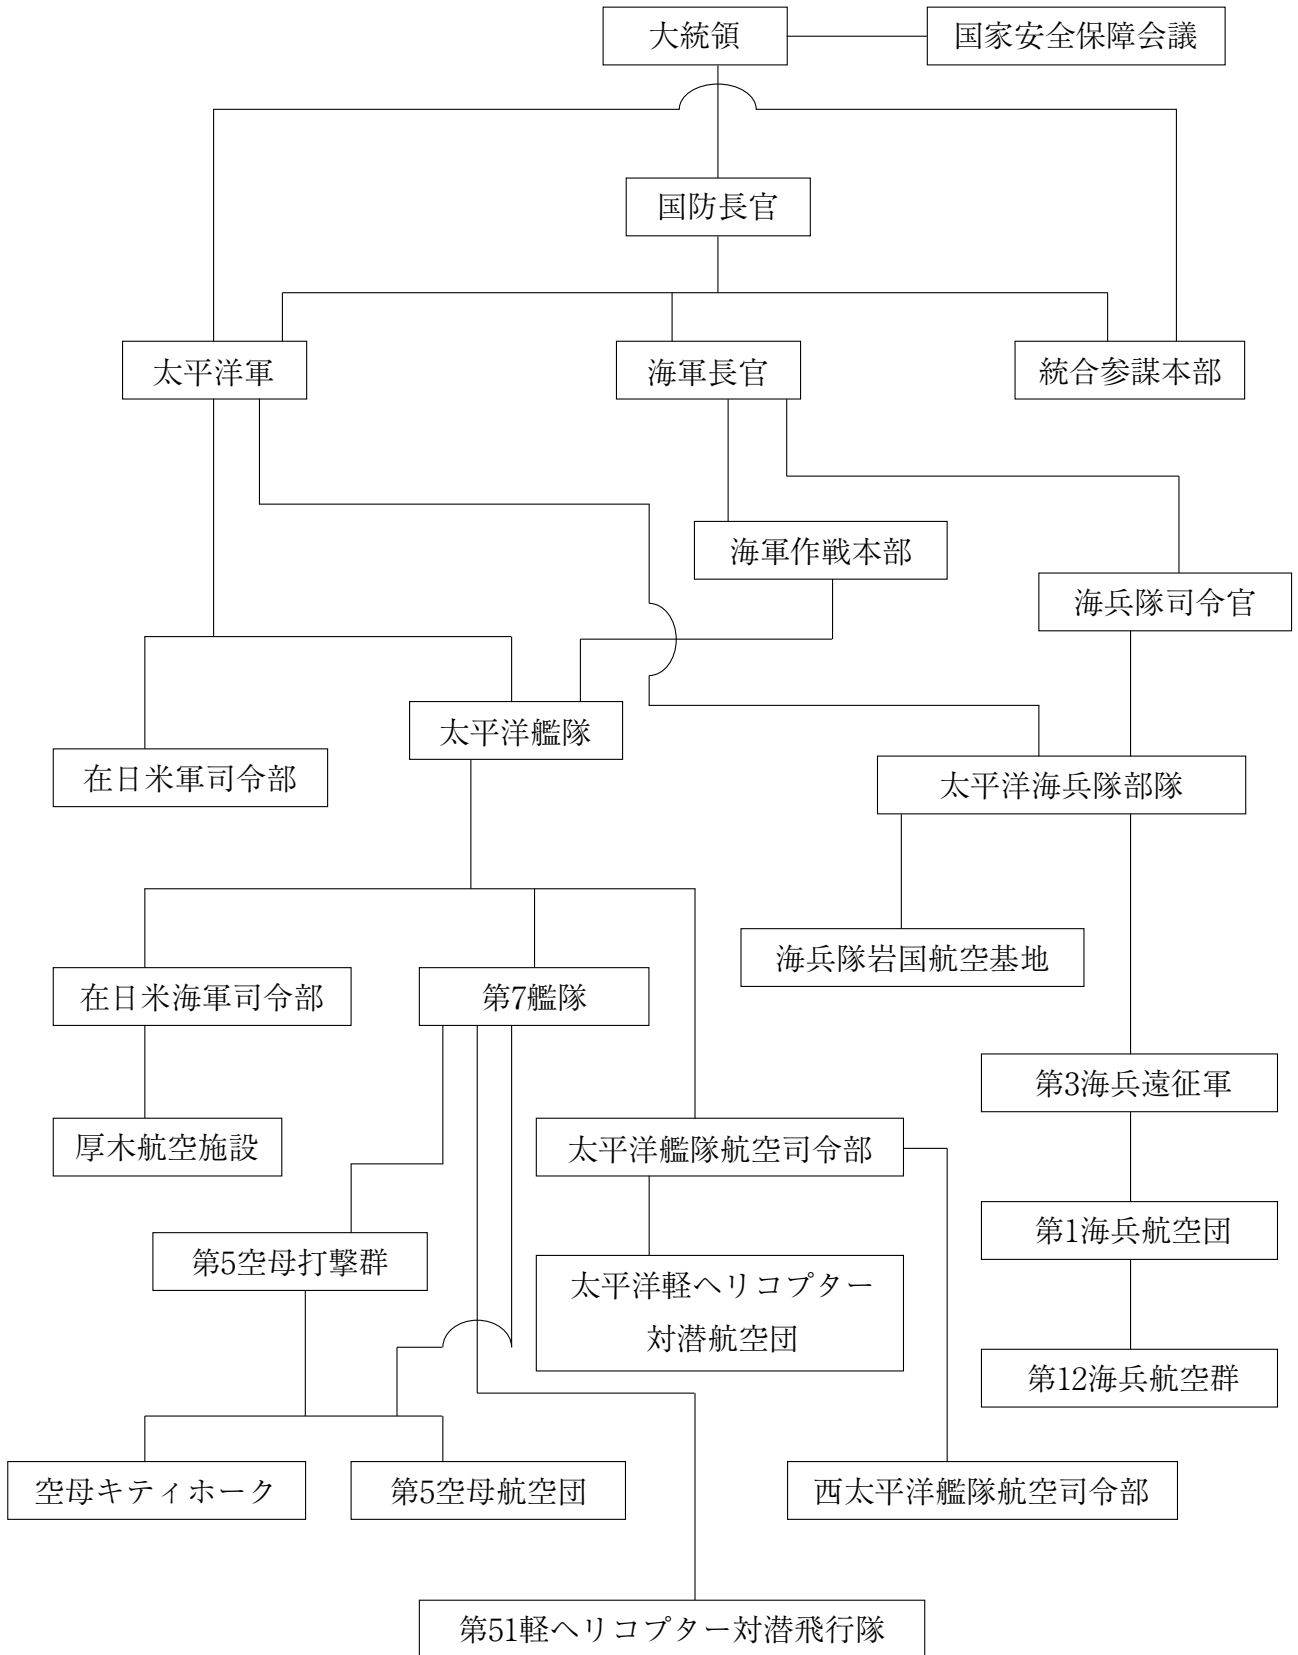 大統領
国家安全保障会議
国防長官
太平洋軍
海軍長官
統合参謀本部
海軍作戦本部
海兵隊司令官
太平洋艦隊
在日米軍司令部
太平洋海兵隊部隊
海兵隊岩国航空基地
在日米海軍司令部
第7艦隊
第3海兵遠征軍
厚木航空施設
太平洋艦隊航空司令部
第1海兵航空団
第5空母打撃群
太平洋軽ヘリコプター
対潜航空団
第12海兵航空群
空母キティホーク
第5空母航空団
西太平洋艦隊航空司令部
第51軽ヘリコプター対潜飛行隊